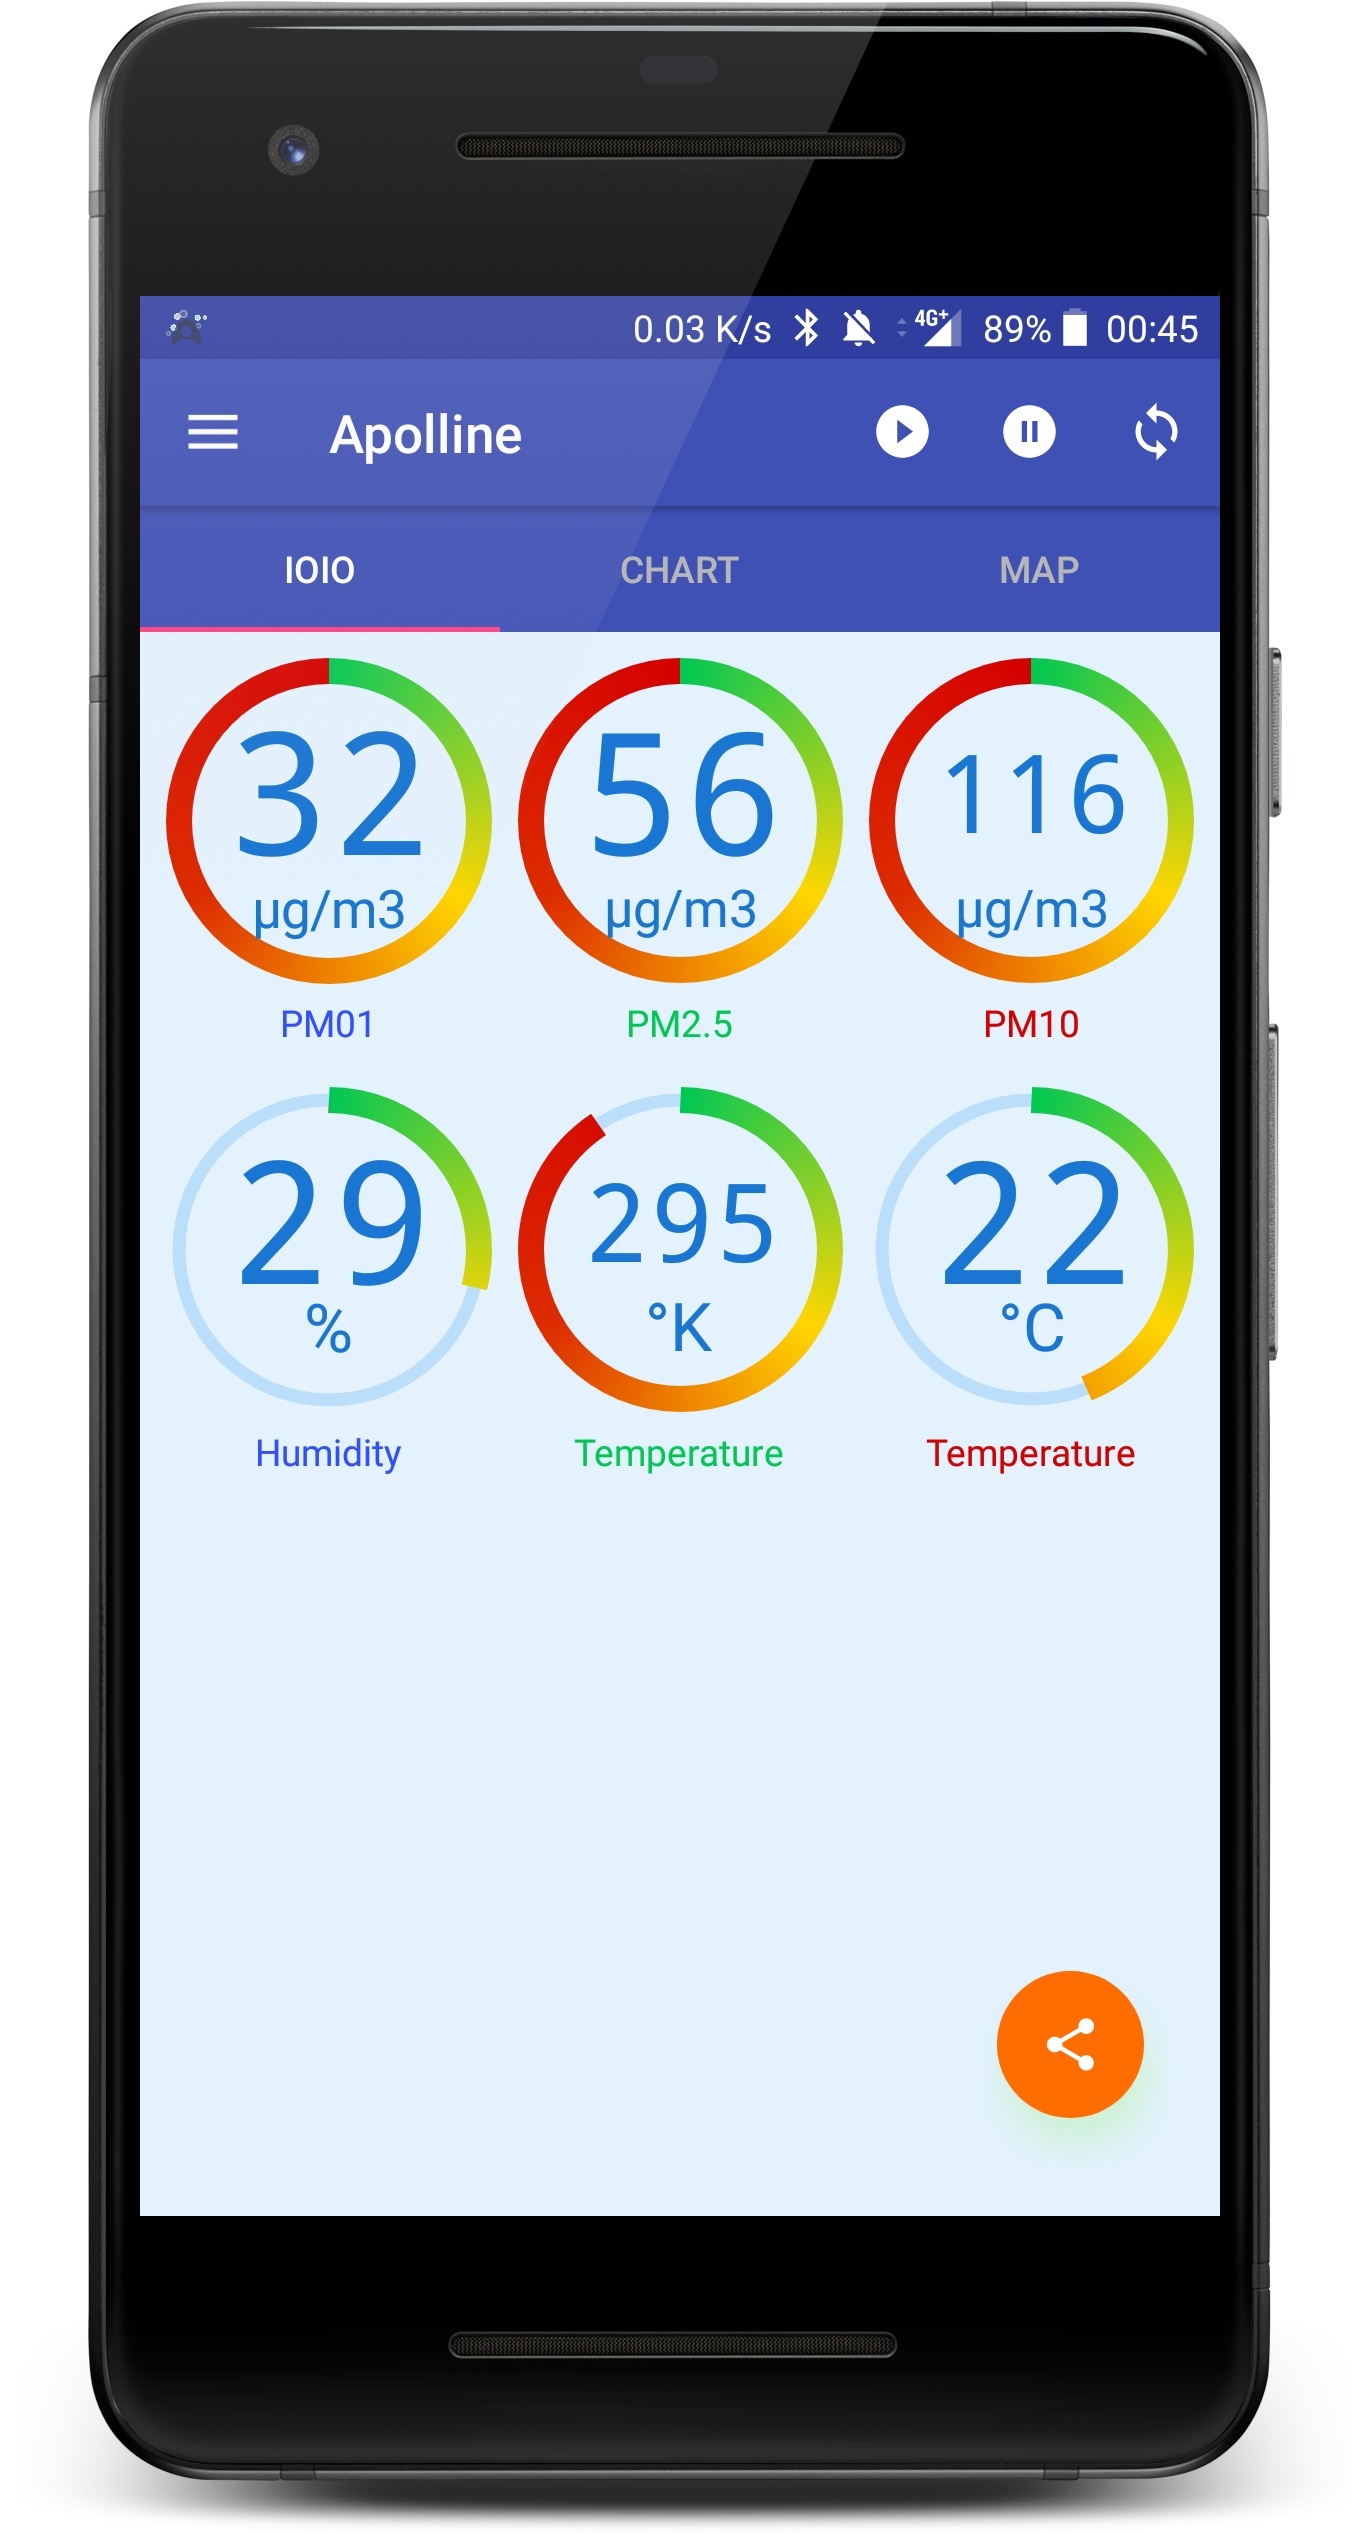 0.03 K/s 4G+ 89% 00:45
Apolline
IOIO CHART MAP
32 56 116
µg/m3 µg/m3 µg/m3
PM01 PM2.5 PM10
29 295 22
% °K °C
Humidity Temperature Temperature